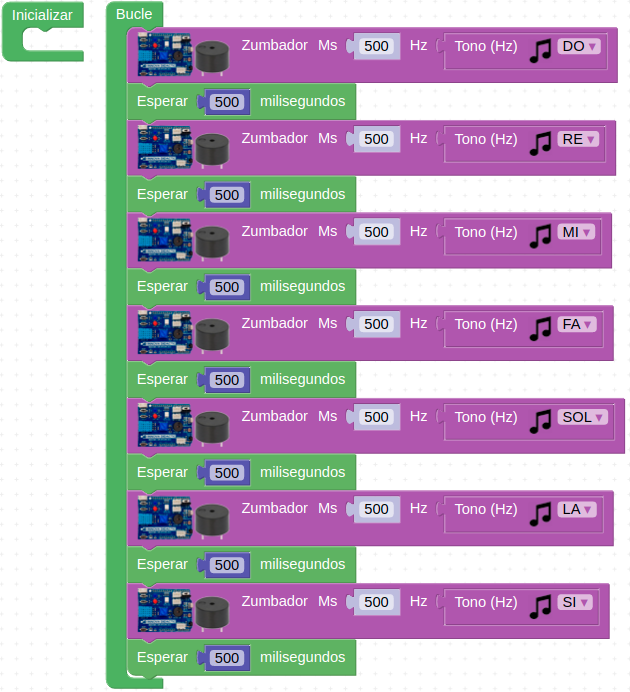 Inicializar
Bucle
Zumbador Ms 500 Hz Tono (Hz) DO
Esperar 500 milisegundos
Zumbador Ms 500 Hz Tono (Hz) RE
Esperar 500 milisegundos
Zumbador Ms 500 Hz Tono (Hz) MI
Esperar 500 milisegundos
Zumbador Ms 500 Hz Tono (Hz) FA
Esperar 500 milisegundos
Zumbador Ms 500 Hz Tono (Hz) SOL
Esperar 500 milisegundos
Zumbador Ms 500 Hz Tono (Hz) LA
Esperar 500 milisegundos
Zumbador Ms 500 Hz Tono (Hz) SI
Esperar 500 milisegundos